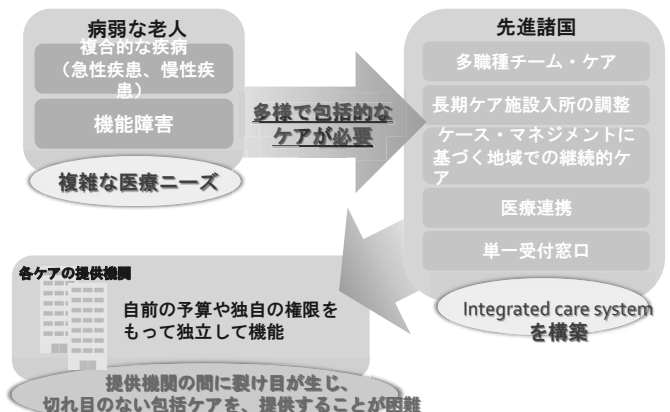 病弱な老人
複合的な疾病
（急性疾患、慢性疾
患）
機能障害
複雑な医療ニーズ
多様で包括的な
ケアが必要
先進諸国
多職種チーム・ケア
長期ケア施設入所の調整
ケース・マネジメントに
基づく地域での継続的ケ
ア
医療連携
単一受付窓口
Integrated care system
を構築
各ケアの提供機関
自前の予算や独自の権限を
もって独立して機能
提供機関の間に裂け目が生じ、
切れ目のない包括ケアを、提供することが困難